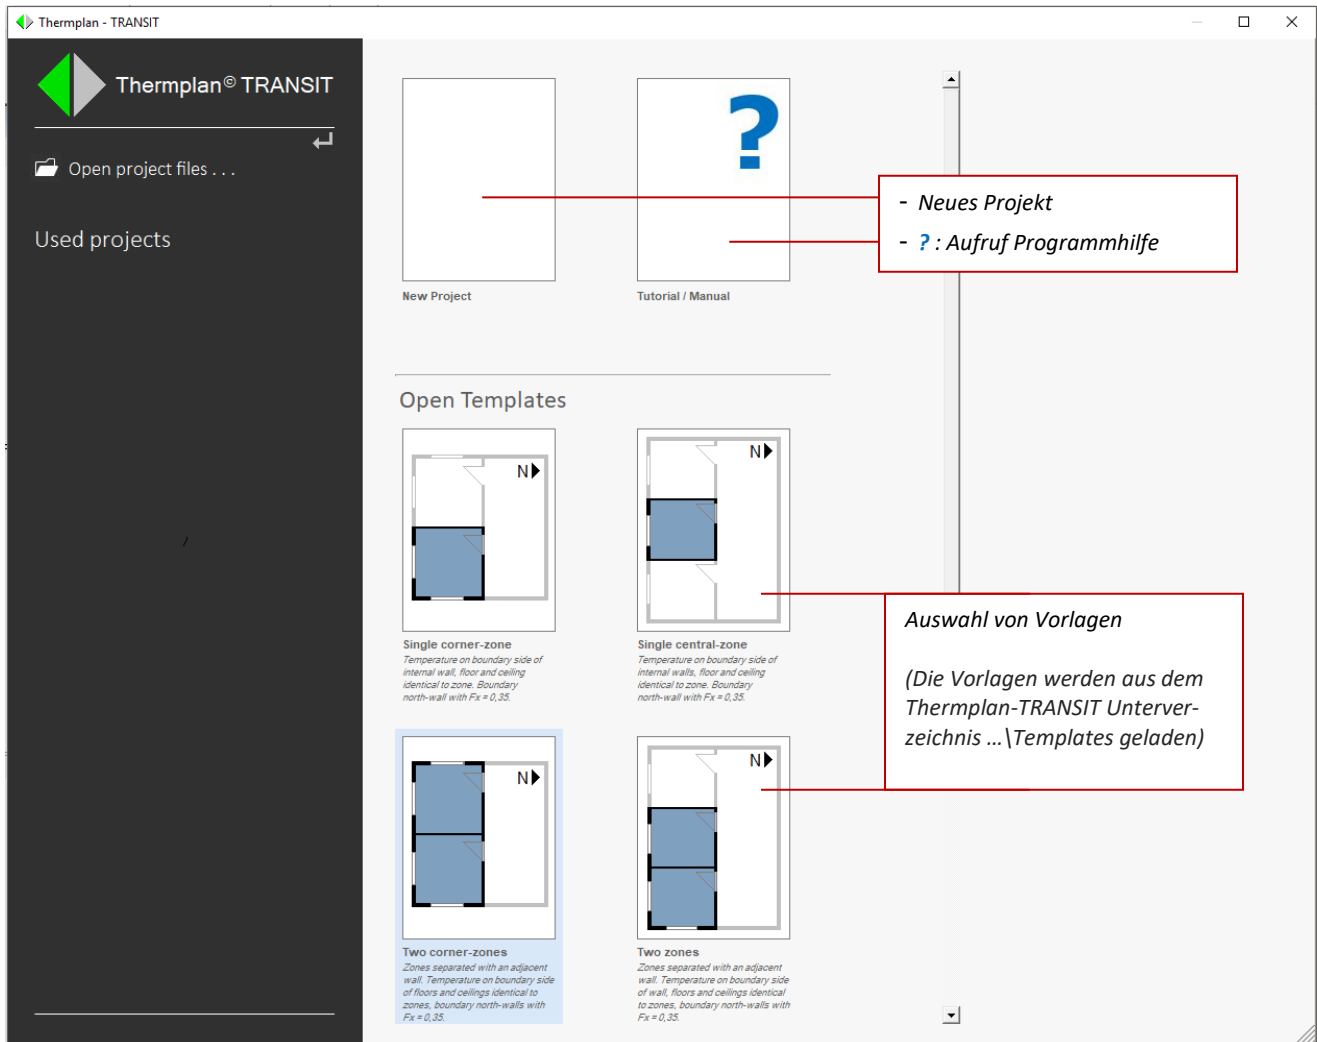 Thermplan - TRANSIT
Thermplan© TRANSIT
Open project files . . .
Used projects
?
- Neues Projekt
- ? : Aufruf Programmhilfe
New Project
Tutorial / Manual
Open Templates
N
N
Single corner-zone
Temperature on boundary side of
internal wall, floor and ceiling
identical to zone. Boundary
north-wall with Fx = 0,35.
Single central-zone
Temperature on boundary side of
internal walls, floor and ceiling
identical to zone. Boundary
north-wall with Fx = 0,35.
Auswahl von Vorlagen
(Die Vorlagen werden aus dem
Thermplan-TRANSIT Unterver-
zeichnis ...\Templates geladen)
N
N
Two corner-zones
Zones separated with an adjacent
wall. Temperature on boundary side
of floors and ceilings identical to
zones, boundary north-walls with
Fx = 0,35.
Two zones
Zones separated with an adjacent
wall. Temperature on boundary side
of wall, floors and ceilings identical
to zones, boundary north-walls with
Fx = 0,35.